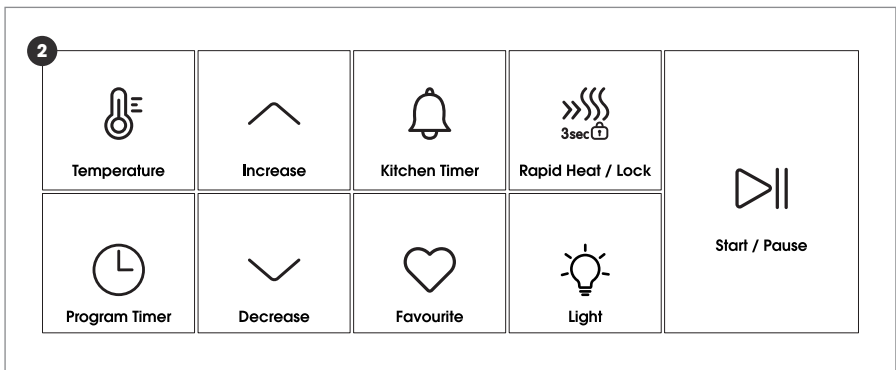 2
Temperature
Increase
Kitchen Timer
3sec
Rapid Heat / Lock
Start / Pause
Program Timer
Decrease
Favourite
Light